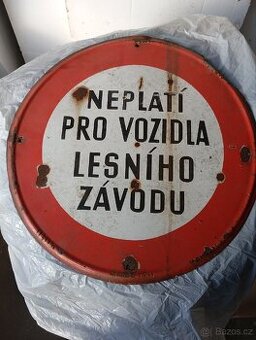 NEPLATÍ
PRO VOZIDLA
LESNÍHO
ZÁVODU
Bazos.cz